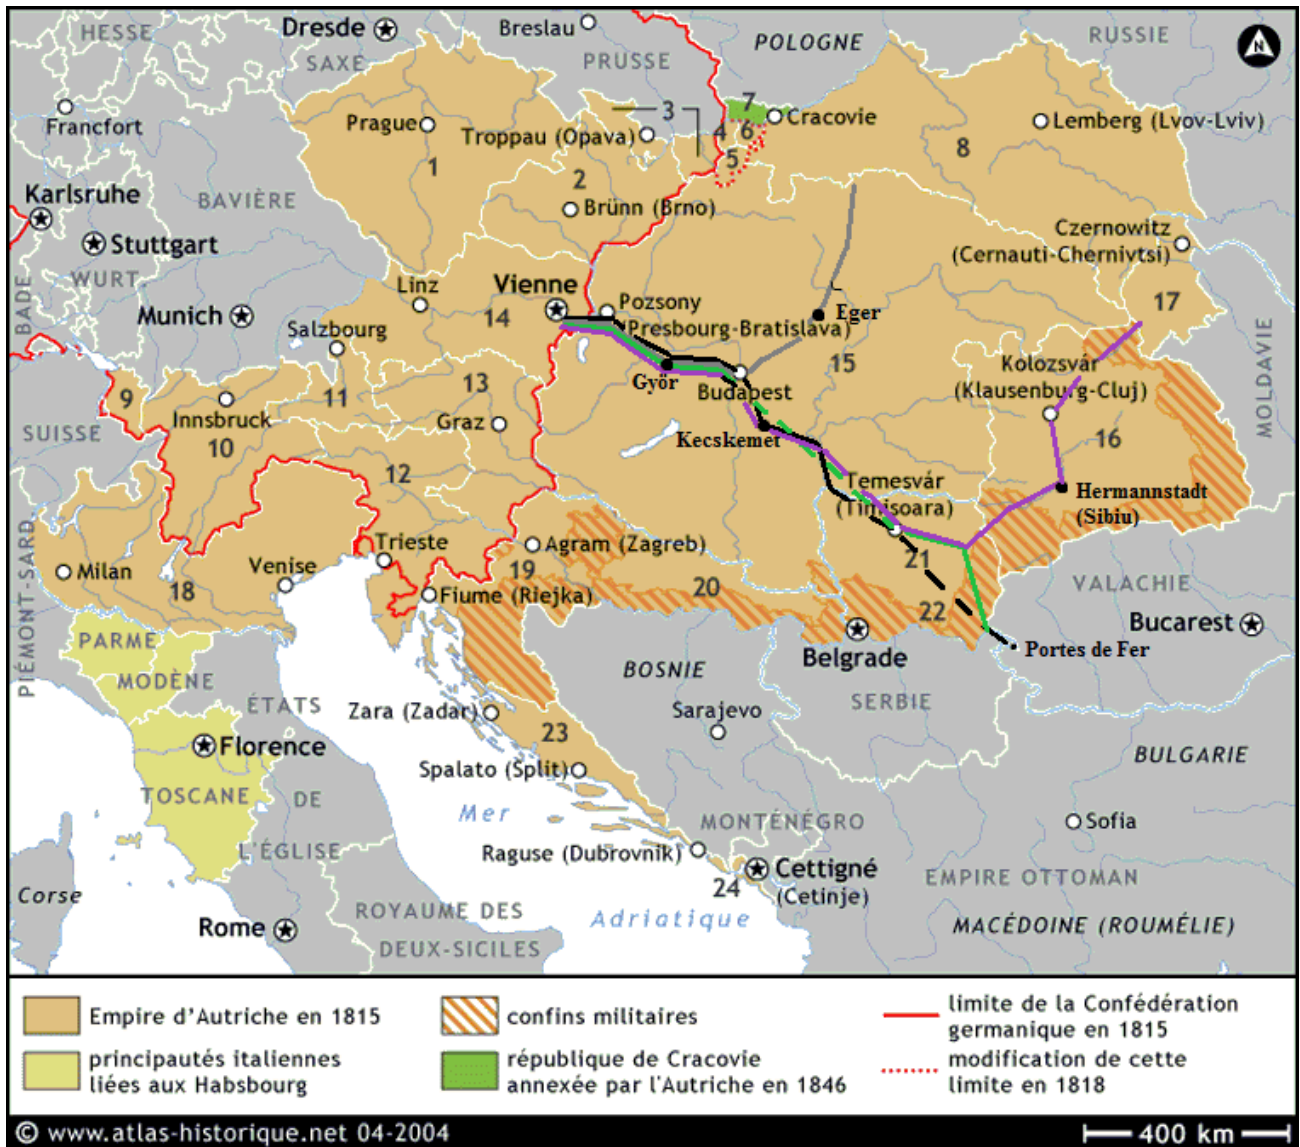 HESSE
Dresde
Breslau
POLOGNE
RUSSIE
N
SAXE
PRUSSE
Francfort
Prague
Troppau (Opava)
3
7
4
6
5
Cracovie
Lemberg (Lvov-Lviv)
8
1
2
Karlsruhe
BAVIÈRE
Brünn (Brno)
Stuttgart
Czernowitz
(Cernauti-Chernivtsi)
WURT.
BADE
Linz
Vienne
Pozsony
(Presbourg-Bratislava)
Eger
17
Munich
14
Salzbourg
15
MOLDAVIE
Kolozsvár
(Klausenburg-Cluj)
Györ
Budapest
9
11
13
Innsbruck
Graz
SUISSE
10
Kecskemet
16
12
Temesvár
(Timisoara)
Hermannstadt
(Sibiu)
PIÉMONT-SARD.
Trieste
Agram (Zagreb)
21
Milan
Venise
18
19
Fiume (Riejka)
20
22
VALACHIE
Bucarest
PARME
Belgrade
Portes de Fer
BOSNIE
MODÈNE
ÉTATS
Zara (Zadar)
Sarajevo
SERBIE
Florence
23
BULGARIE
Spalato (Split)
TOSCANE
DE
Mer
MONTÉNÉGRO
Sofia
L'ÉGLISE
Raguse (Dubrovnik)
Cettigné
(Cetinje)
24
EMPIRE OTTOMAN
Corse
Rome
ROYAUME DES
DEUX-SICILES
Adriatique
MACÉDOINE (ROUMÉLIE)
Empire d'Autriche en 1815
principautés italiennes
liées aux Habsbourg
confins militaires
république de Cracovie
annexée par l'Autriche en 1846
limite de la Confédération
germanique en 1815
modification de cette
limite en 1818
© www.atlas-historique.net 04-2004
400 km